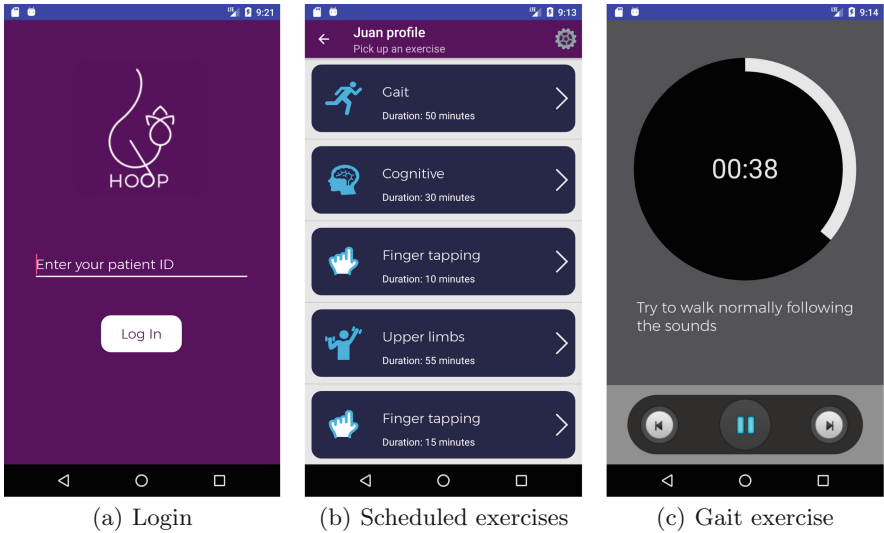 9:21
HOOP
Enter your patient ID
Log In
(a) Login
LTE
9:13
Juan profile
Pick up an exercise
Gait
Duration: 50 minutes
Cognitive
Duration: 30 minutes
Finger tapping
Duration: 10 minutes
Upper limbs
Duration: 55 minutes
Finger tapping
Duration: 15 minutes
(b) Scheduled exercises
LTE
9:14
00:38
Try to walk normally following
the sounds
(c) Gait exercise